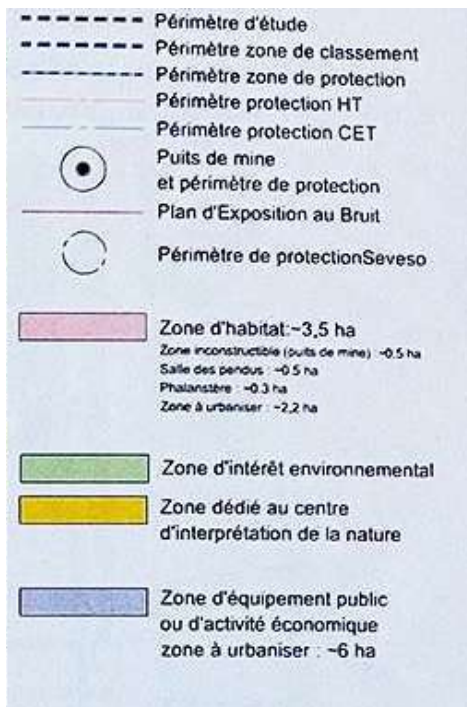 Périmètre d'étude
Périmètre zone de classement
Périmètre zone de protection
Périmètre protection HT
Périmètre protection CET
Puits de mine
et périmètre de protection
Plan d'Exposition au Bruit
Périmètre de protectionSeveso
Zone d'habitat:~3,5 ha
Zone inconstructible (puits de mine) : ~0.5 ha
Salle des pendus : ~0.5 ha
Phalanstère : ~0.3 ha
Zone à urbaniser : ~2,2 ha
Zone d'intérêt environnemental
Zone dédié au centre
d'interprétation de la nature
Zone d'équipement public
ou d'activité économique
zone à urbaniser : ~6 ha